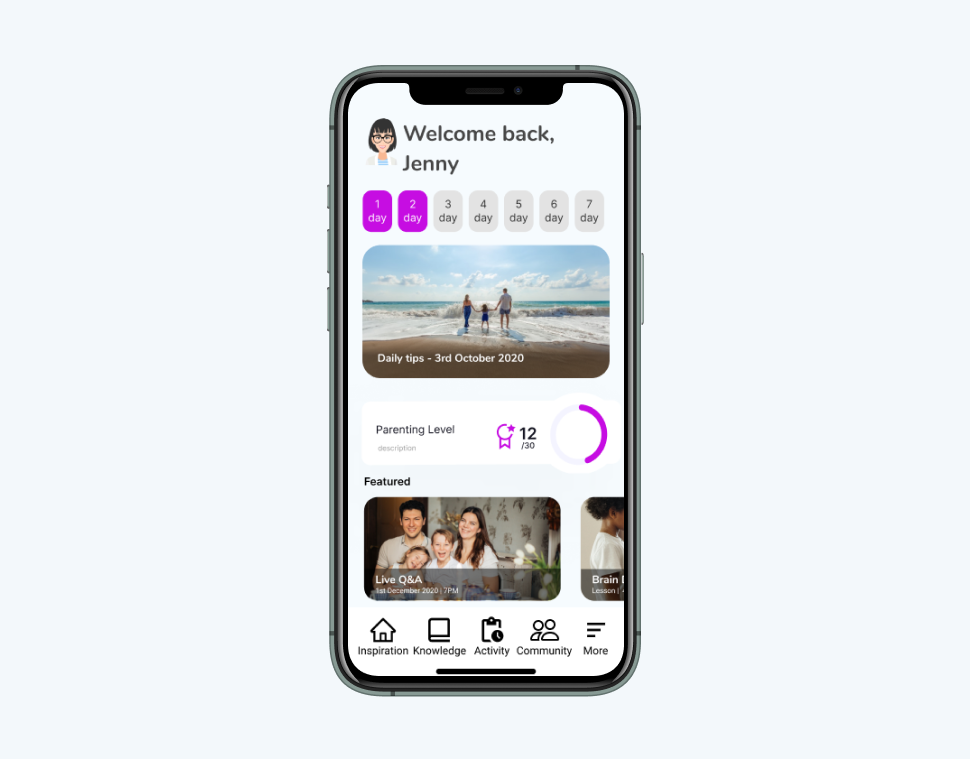 Welcome back,
Jenny
1 day
2 day
3 day
4 day
5 day
6 day
7 day
Daily tips - 3rd October 2020
Parenting Level
description
12
/30
Featured
Live Q&A
1st December 2020 | 7PM
Brain
Lesson |
Inspiration
Knowledge
Activity
Community
More